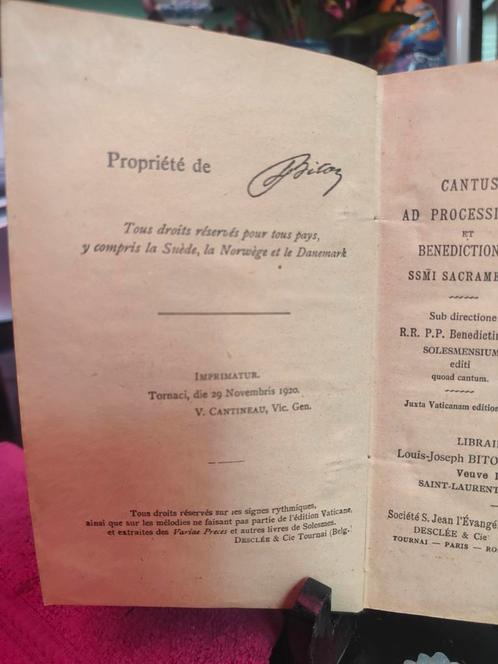 Propriété de Biton
Tous droits réservés pour tous pays,
y compris la Suède, la Norwège et le Danemark
IMPRIMATUR.
Tornaci, die 29 Novembris 1920.
V. CANTINEAU, Vic. Gen.
Tous droits réservés sur les signes rythmiques,
ainsi que sur les mélodies ne faisant pas partie de l'édition Vaticane,
et extraites des Variae Preces et autres livres de Solesmes.
DESCLÉE & Cie Tournai (Belg.
CANTUS
AD PROCESSI
ET
BENEDICTION
SSM̄I SACRAME
Sub directione
R.R. P.P. Benedictin
SOLESMENSIUM
editi
quoad cantum.
Juxta Vaticanam edition
LIBRAI
Louis-Joseph BITO
Veuve
SAINT-LAURENT
Société S. Jean l'Évangé
DESCLÉE & Cie
TOURNAI — PARIS — RO